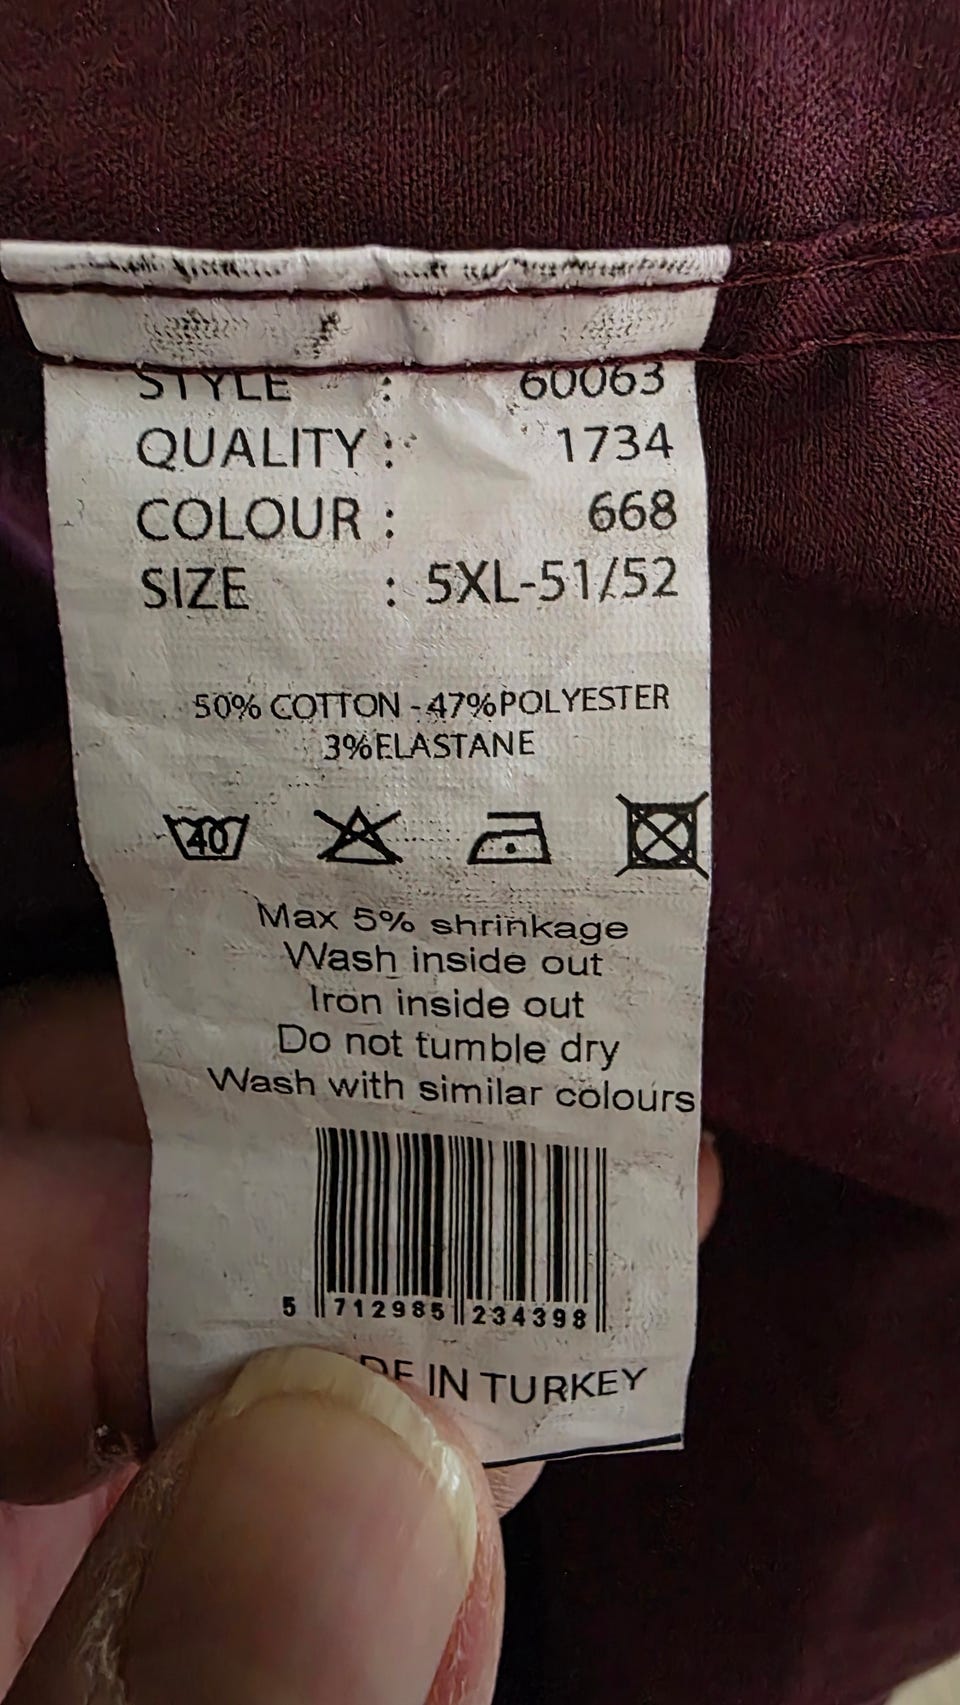 STYLE : 60063
QUALITY : 1734
COLOUR : 668
SIZE : 5XL-51/52
50% COTTON - 47%POLYESTER
3%ELASTANE
40
Max 5% shrinkage
Wash inside out
Iron inside out
Do not tumble dry
Wash with similar colours
5 712985 234398
DE IN TURKEY